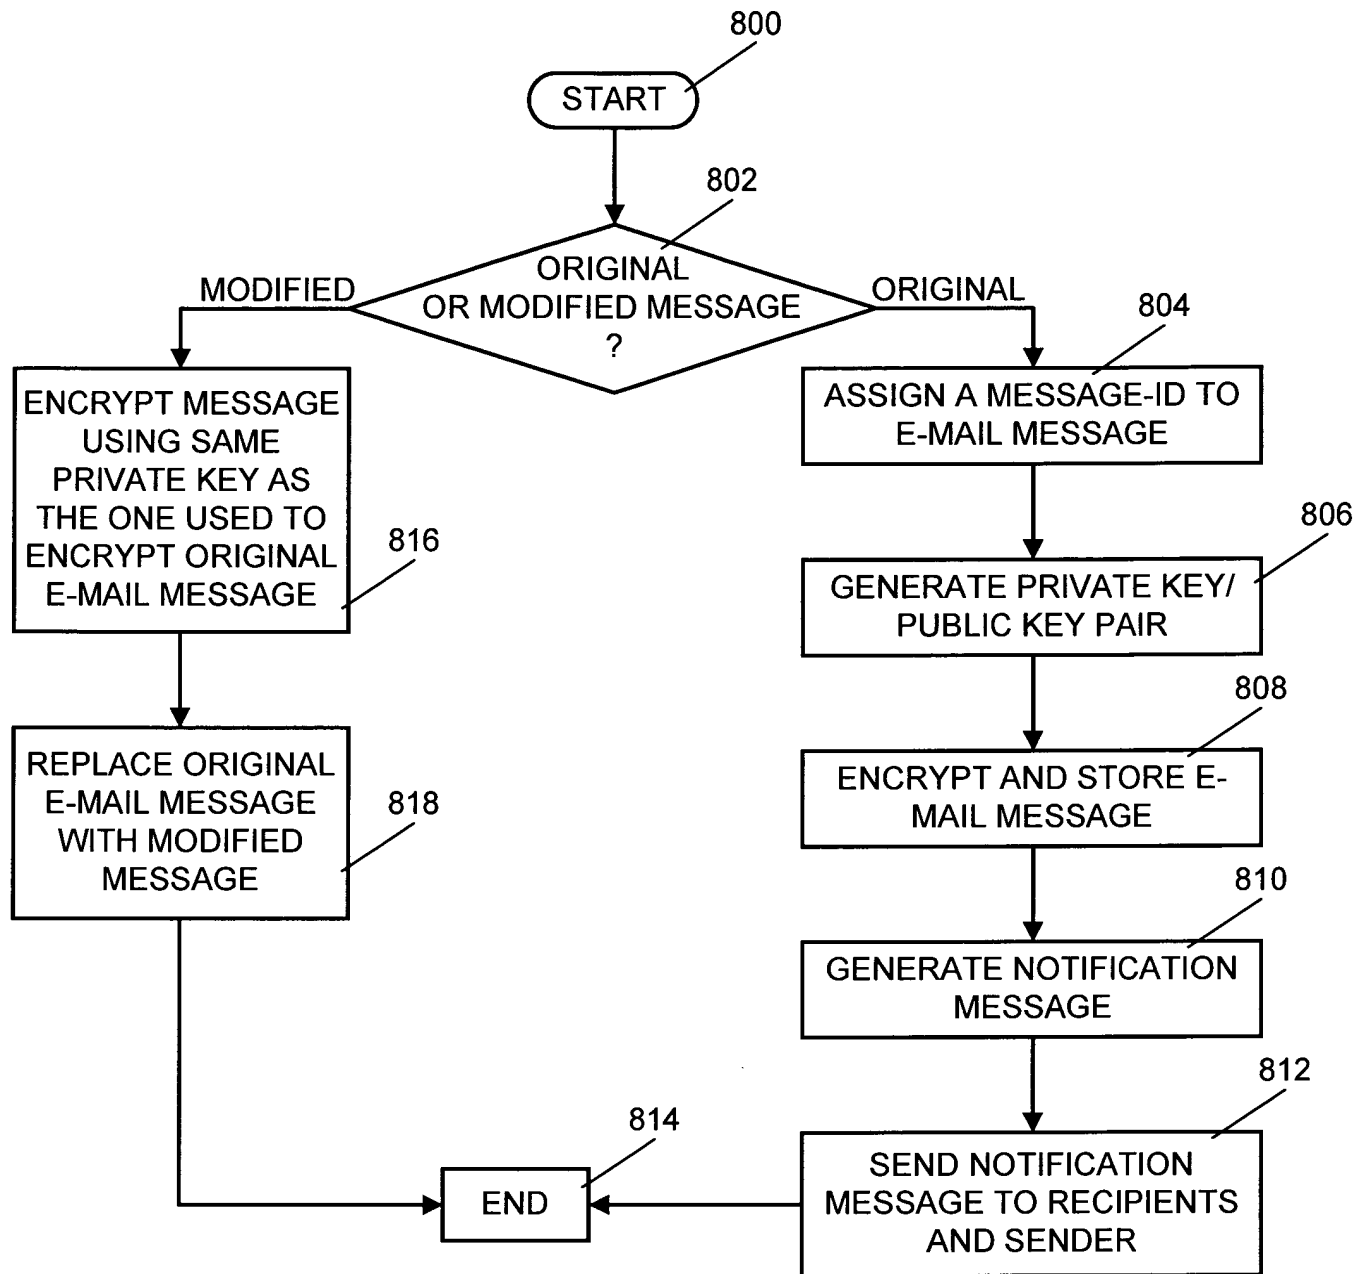 800
START
802
ORIGINAL
OR MODIFIED MESSAGE
?
MODIFIED
ORIGINAL
804
ASSIGN A MESSAGE-ID TO
E-MAIL MESSAGE
806
GENERATE PRIVATE KEY/
PUBLIC KEY PAIR
808
ENCRYPT AND STORE E-
MAIL MESSAGE
810
GENERATE NOTIFICATION
MESSAGE
812
SEND NOTIFICATION
MESSAGE TO RECIPIENTS
AND SENDER
ENCRYPT MESSAGE
USING SAME
PRIVATE KEY AS
THE ONE USED TO
ENCRYPT ORIGINAL
E-MAIL MESSAGE
816
REPLACE ORIGINAL
E-MAIL MESSAGE
WITH MODIFIED
MESSAGE
818
814
END